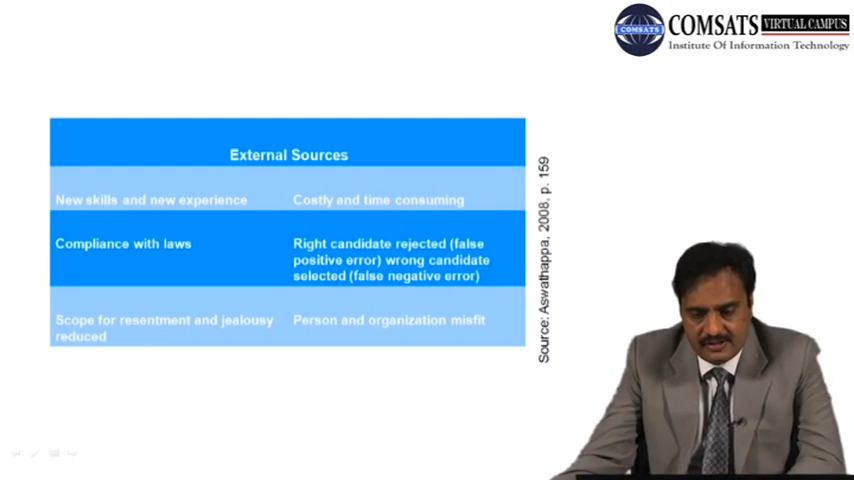 COMSATS
COMSATS VIRTUAL CAMPUS
Institute Of Information Technology
External Sources
New skills and new experience
Costly and time consuming
Compliance with laws
Right candidate rejected (false
positive error) wrong candidate
selected (false negative error)
Scope for resentment and jealousy
reduced
Person and organization misfit
Source: Aswathappa, 2008, p. 159